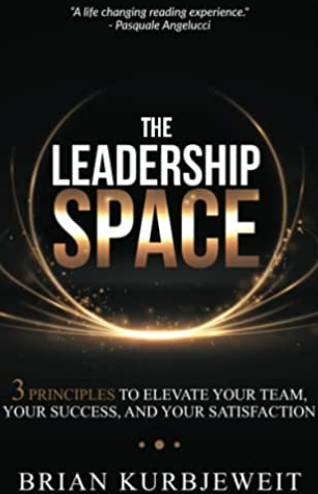 "A life changing reading experience."
- Pasquale Angelucci
THE
LEADERSHIP
SPACE
3 PRINCIPLES TO ELEVATE YOUR TEAM,
YOUR SUCCESS, AND YOUR SATISFACTION
BRIAN KURBJEWEIT